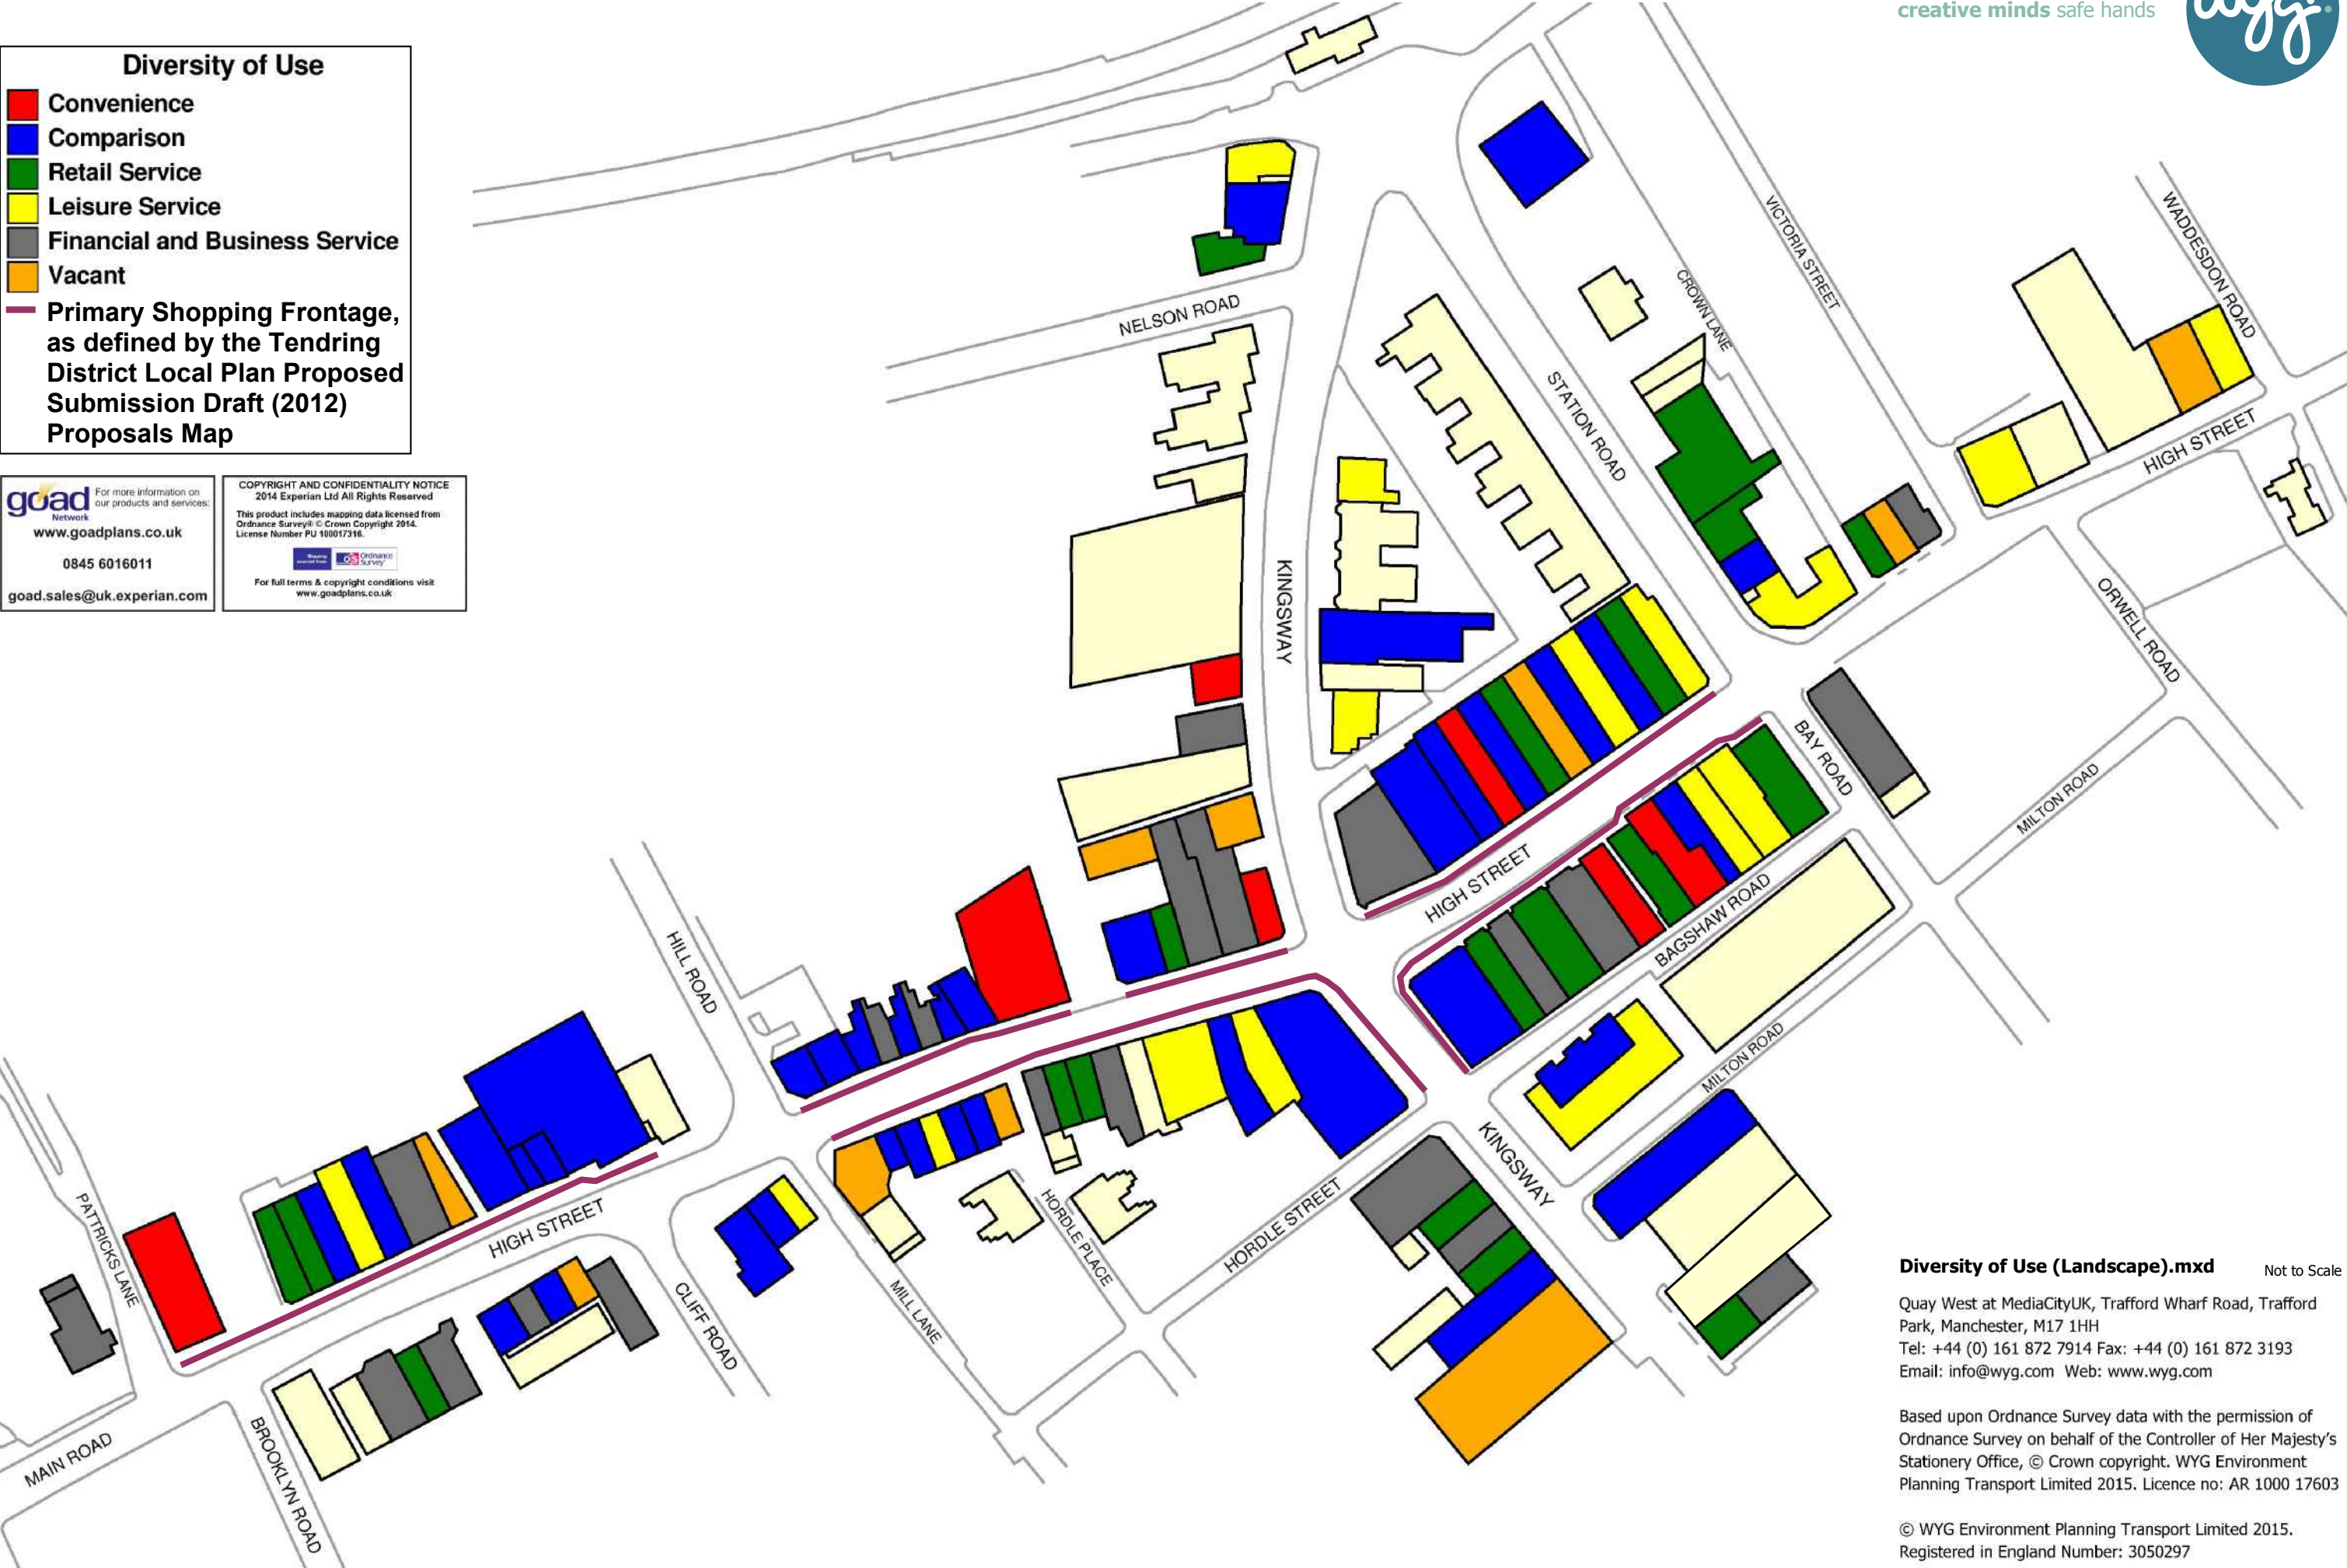 creative minds safe hands
wyg.
Diversity of Use
Convenience
Comparison
Retail Service
Leisure Service
Financial and Business Service
Vacant
Primary Shopping Frontage,
as defined by the Tendring
District Local Plan Proposed
Submission Draft (2012)
Proposals Map
goad
Network
For more information on
our products and services:
www.goadplans.co.uk
0845 6016011
goad.sales@uk.experian.com
COPYRIGHT AND CONFIDENTIALITY NOTICE
2014 Experian Ltd All Rights Reserved
This product includes mapping data licensed from
Ordnance Survey® © Crown Copyright 2014.
License Number PU 100017316.
Ordnance
Survey
For full terms & copyright conditions visit
www.goadplans.co.uk
NELSON ROAD
KINGSWAY
STATION ROAD
CROWN LANE
VICTORIA STREET
WADDESDON ROAD
HIGH STREET
ORWELL ROAD
BAY ROAD
MILTON ROAD
HIGH STREET
BAGSHAW ROAD
MILTON ROAD
KINGSWAY
HILL ROAD
HIGH STREET
PATTRICKS LANE
MAIN ROAD
BROOKLYN ROAD
CLIFF ROAD
MILL LANE
HORDLE PLACE
HORDLE STREET
Diversity of Use (Landscape).mxd
Not to Scale
Quay West at MediaCityUK, Trafford Wharf Road, Trafford
Park, Manchester, M17 1HH
Tel: +44 (0) 161 872 7914 Fax: +44 (0) 161 872 3193
Email: info@wyg.com Web: www.wyg.com
Based upon Ordnance Survey data with the permission of
Ordnance Survey on behalf of the Controller of Her Majesty's
Stationery Office, © Crown copyright. WYG Environment
Planning Transport Limited 2015. Licence no: AR 1000 17603
© WYG Environment Planning Transport Limited 2015.
Registered in England Number: 3050297